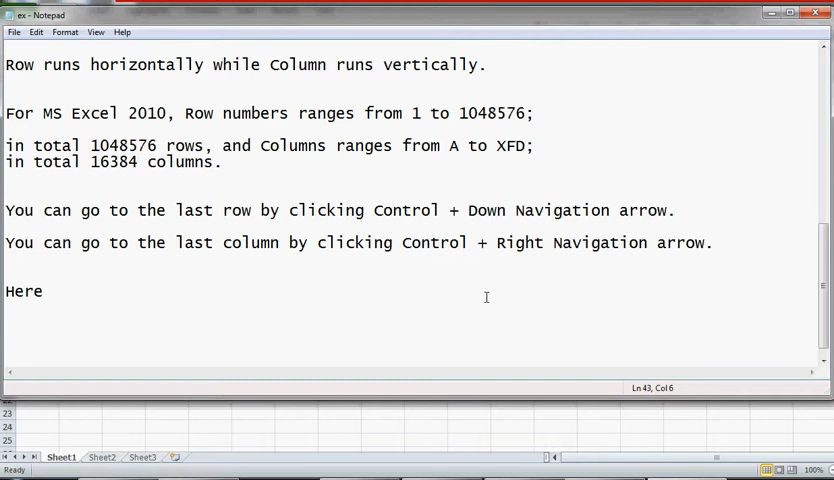 ex - Notepad
File Edit Format View Help
Row runs horizontally while Column runs vertically.
For MS Excel 2010, Row numbers ranges from 1 to 1048576;
in total 1048576 rows, and Columns ranges from A to XFD;
in total 16384 columns.
You can go to the last row by clicking Control + Down Navigation arrow.
You can go to the last column by clicking Control + Right Navigation arrow.
Here
Ln 43, Col 6
23
24
25
Sheet1 Sheet2 Sheet3
Ready 100%